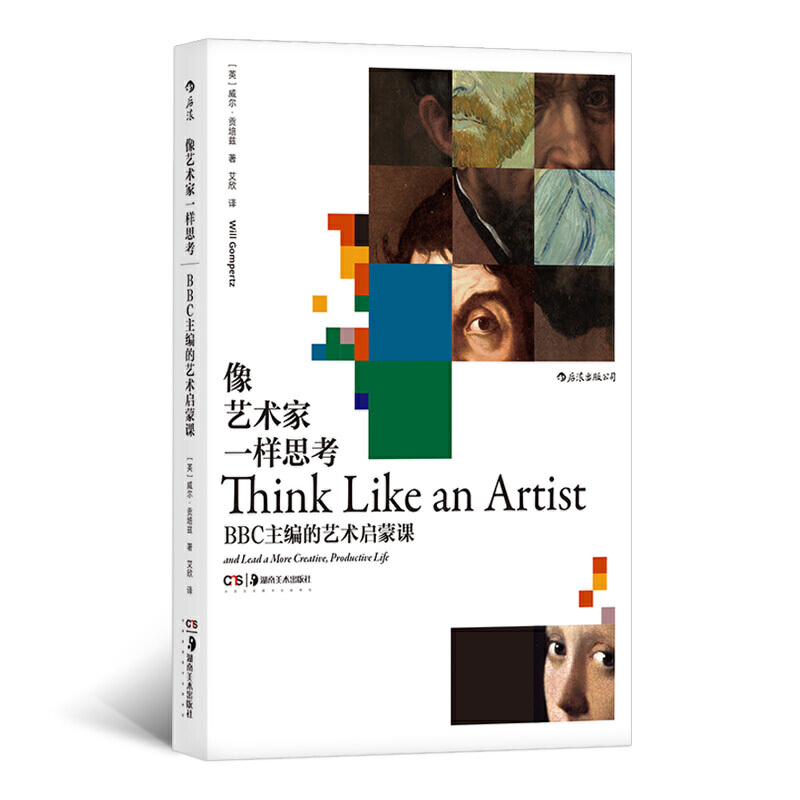 后浪
像艺术家一样思考
BBC主编的艺术启蒙课
[英] 威尔·贡培兹 著 艾欣 译
湖南美术出版社
[英] 威尔·贡培兹 著 艾欣 译
Will Gompertz
后浪出版公司
像
艺术家
一样思考
Think Like an Artist
BBC主编的艺术启蒙课
and Lead a More Creative, Productive Life
湖南美术出版社